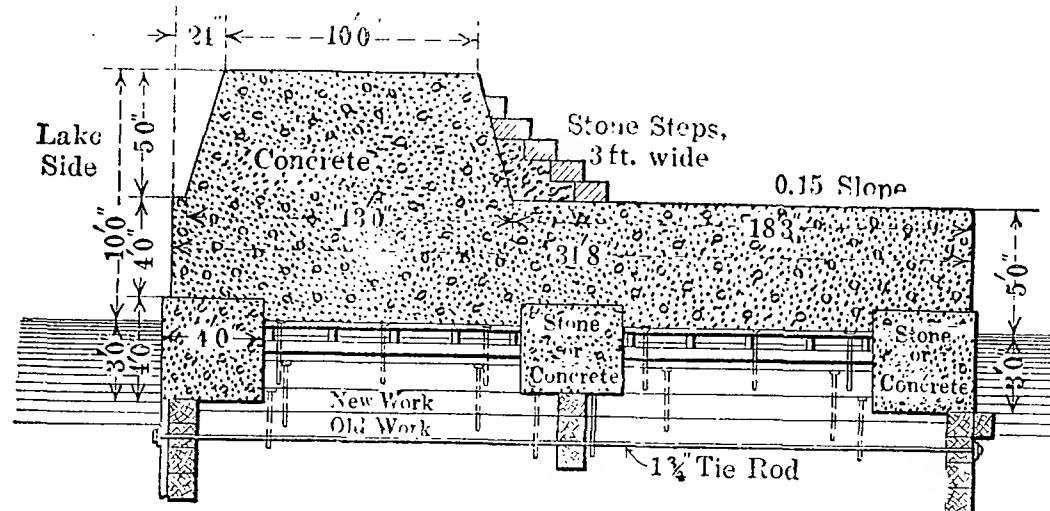 21"
10'0"
Lake
Side
Concrete
Stone Steps,
3 ft. wide
0.15 Slope
10'0"
5'0"
4'0"
13'0"
31'8"
18'3"
5'0"
3'0"
4'0"
4'0"
Stone
or
Concrete
Stone
or
Concrete
3'0"
New Work
Old Work
1¾" Tie Rod